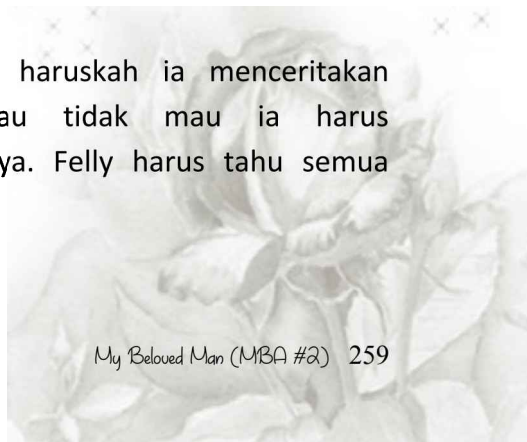 haruskah ia menceritakan
au tidak mau ia harus
ya. Felly harus tahu semua
My Beloved Man (MBA #2) 259